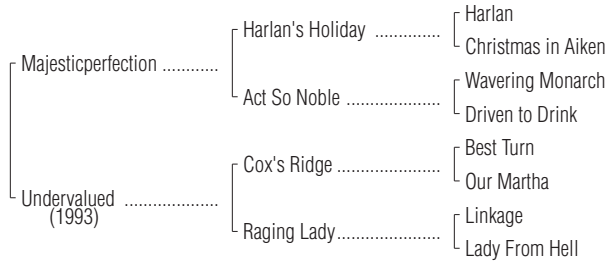 Harlan
Harlan's Holiday ..............
Christmas in Aiken
Majesticperfection ............
Wavering Monarch
Act So Noble ....................
Driven to Drink
Best Turn
Cox's Ridge ......................
Our Martha
Undervalued ....................
(1993)
Linkage
Raging Lady......................
Lady From Hell